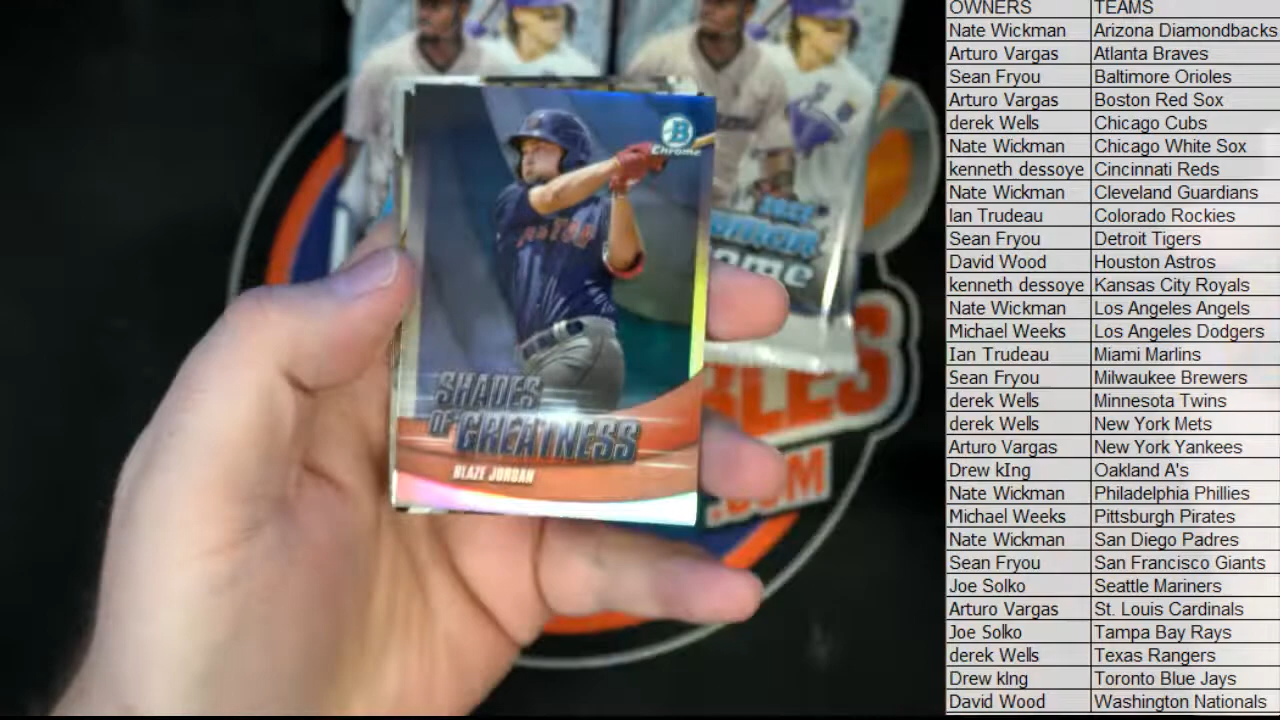 B
Chrome
SHADES
OF GREATNESS
BLAZE JORDAN
2022
BLES
.COM
OWNERS TEAMS
Nate Wickman Arizona Diamondbacks
Arturo Vargas Atlanta Braves
Sean Fryou Baltimore Orioles
Arturo Vargas Boston Red Sox
derek Wells Chicago Cubs
Nate Wickman Chicago White Sox
kenneth dessoye Cincinnati Reds
Nate Wickman Cleveland Guardians
Ian Trudeau Colorado Rockies
Sean Fryou Detroit Tigers
David Wood Houston Astros
kenneth dessoye Kansas City Royals
Nate Wickman Los Angeles Angels
Michael Weeks Los Angeles Dodgers
Ian Trudeau Miami Marlins
Sean Fryou Milwaukee Brewers
derek Wells Minnesota Twins
derek Wells New York Mets
Arturo Vargas New York Yankees
Drew kIng Oakland A's
Nate Wickman Philadelphia Phillies
Michael Weeks Pittsburgh Pirates
Nate Wickman San Diego Padres
Sean Fryou San Francisco Giants
Joe Solko Seattle Mariners
Arturo Vargas St. Louis Cardinals
Joe Solko Tampa Bay Rays
derek Wells Texas Rangers
Drew kIng Toronto Blue Jays
David Wood Washington Nationals